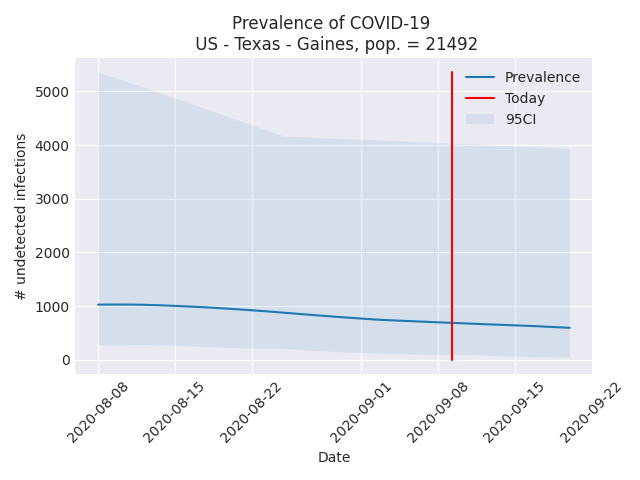 Prevalence of COVID-19
US - Texas - Gaines, pop. = 21492
Prevalence
Today
95CI
# undetected infections
5000
4000
3000
2000
1000
0
2020-08-08
2020-08-15
2020-08-22
2020-09-01
2020-09-08
2020-09-15
2020-09-22
Date